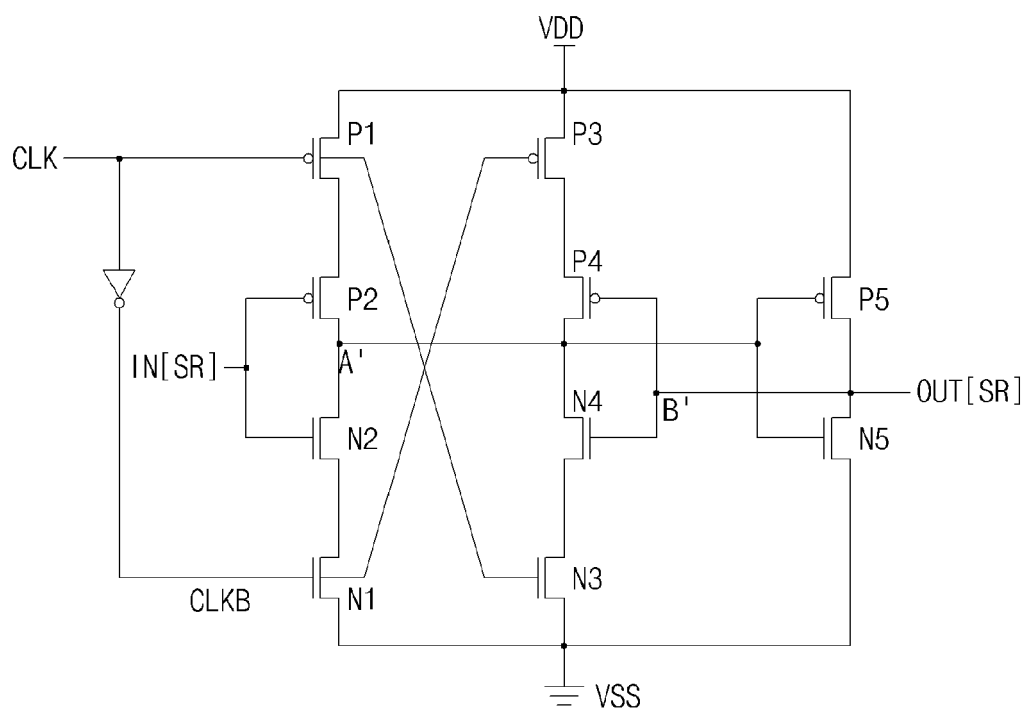 VDD
P1
P3
CLK
P4
P2
P5
IN[SR]
A'
OUT[SR]
N4
B'
N2
N5
N3
CLKB
N1
VSS